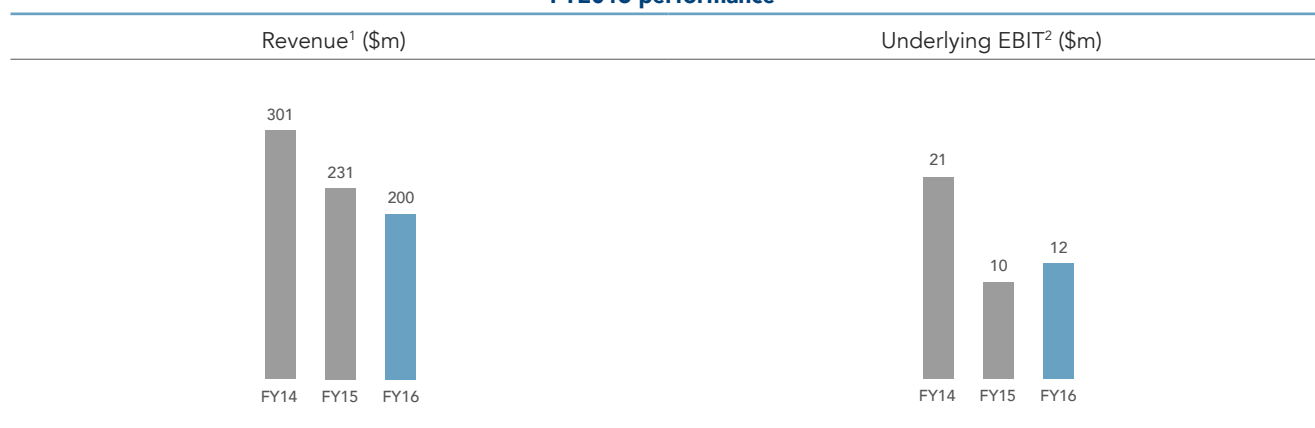 FY2016 performance
Revenue¹ ($m)
Underlying EBIT² ($m)
301
231
200
FY14 FY15 FY16
21
10
12
FY14 FY15 FY16